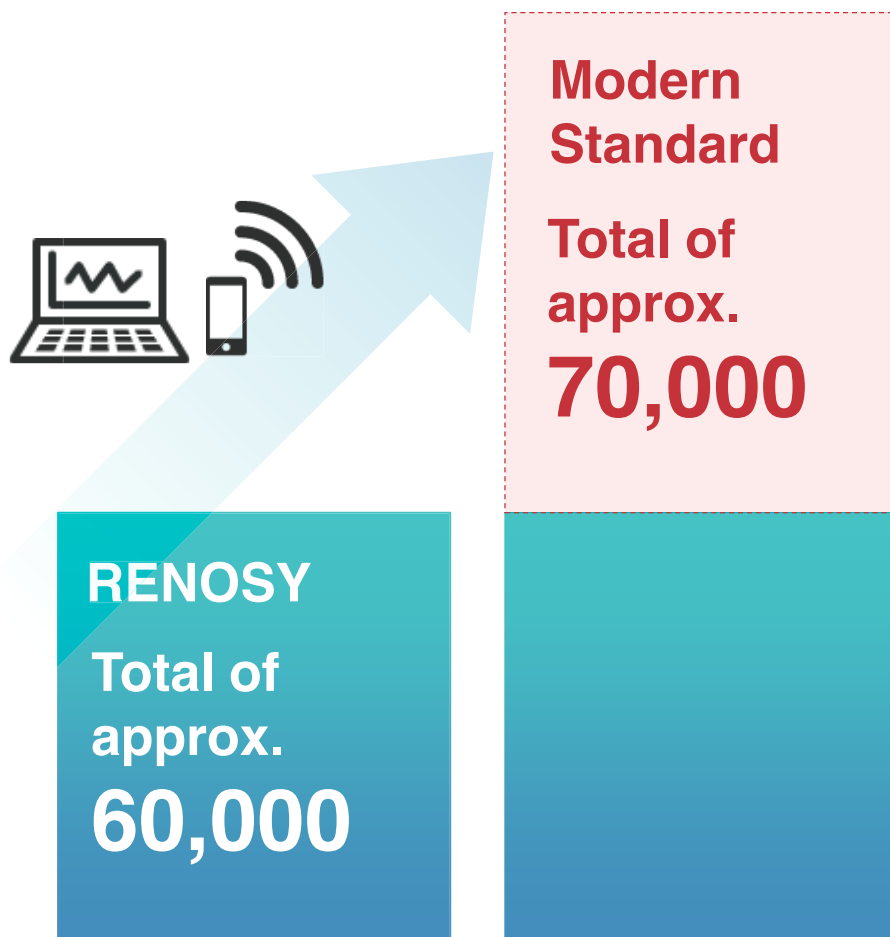 Modern
Standard
Total of
approx.
70,000
RENOSY
Total of
approx.
60,000